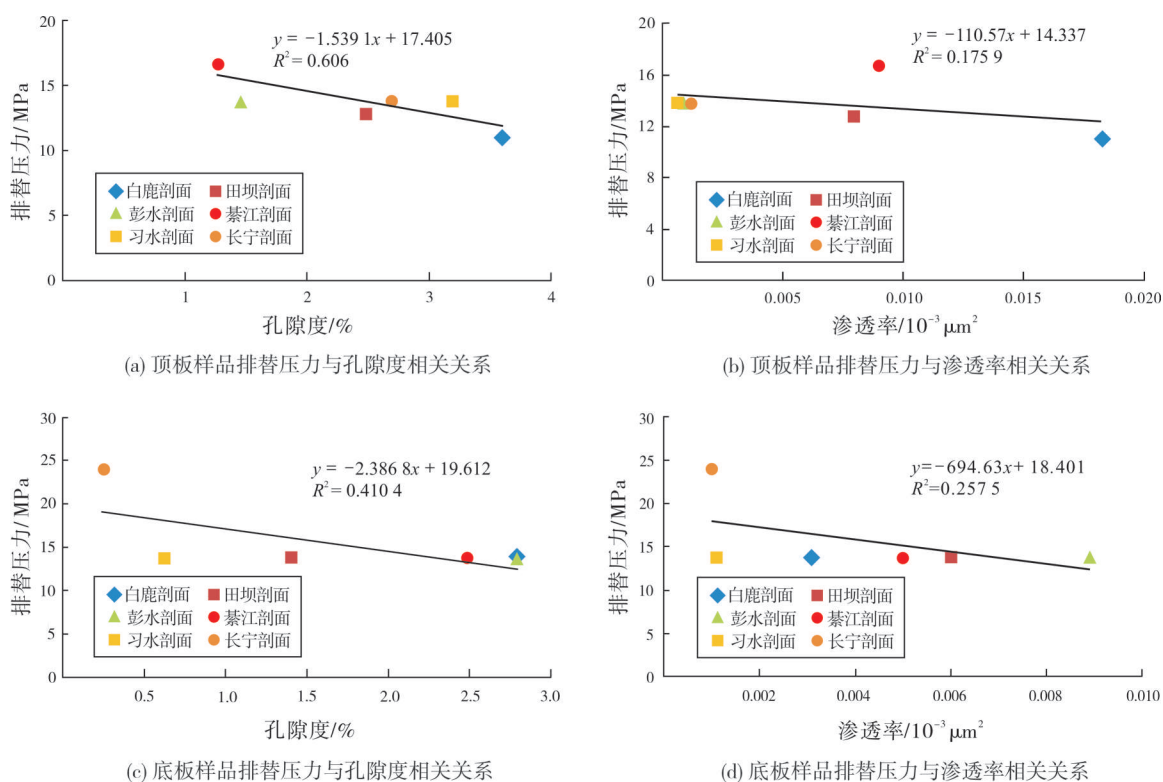 y = −1.539 1x + 17.405
R² = 0.606
排替压力/MPa
20
15
10
5
0
白鹿剖面 田坝剖面
彭水剖面 綦江剖面
习水剖面 长宁剖面
1 2 3 4
孔隙度/%
(a) 顶板样品排替压力与孔隙度相关关系
y = −110.57x + 14.337
R² = 0.175 9
排替压力/MPa
24
20
16
12
8
4
0
白鹿剖面 田坝剖面
彭水剖面 綦江剖面
习水剖面 长宁剖面
0.005 0.010 0.015 0.020
渗透率/10⁻³ μm²
(b) 顶板样品排替压力与渗透率相关关系
y = −2.386 8x + 19.612
R² = 0.410 4
排替压力/MPa
30
25
20
15
10
5
0
白鹿剖面 田坝剖面
彭水剖面 綦江剖面
习水剖面 长宁剖面
0.5 1.0 1.5 2.0 2.5 3.0
孔隙度/%
(c) 底板样品排替压力与孔隙度相关关系
y=−694.63x+ 18.401
R²=0.257 5
排替压力/MPa
30
25
20
15
10
5
0
白鹿剖面 田坝剖面
彭水剖面 綦江剖面
习水剖面 长宁剖面
0.002 0.004 0.006 0.008 0.010
渗透率/10⁻³ μm²
(d) 底板样品排替压力与渗透率相关关系